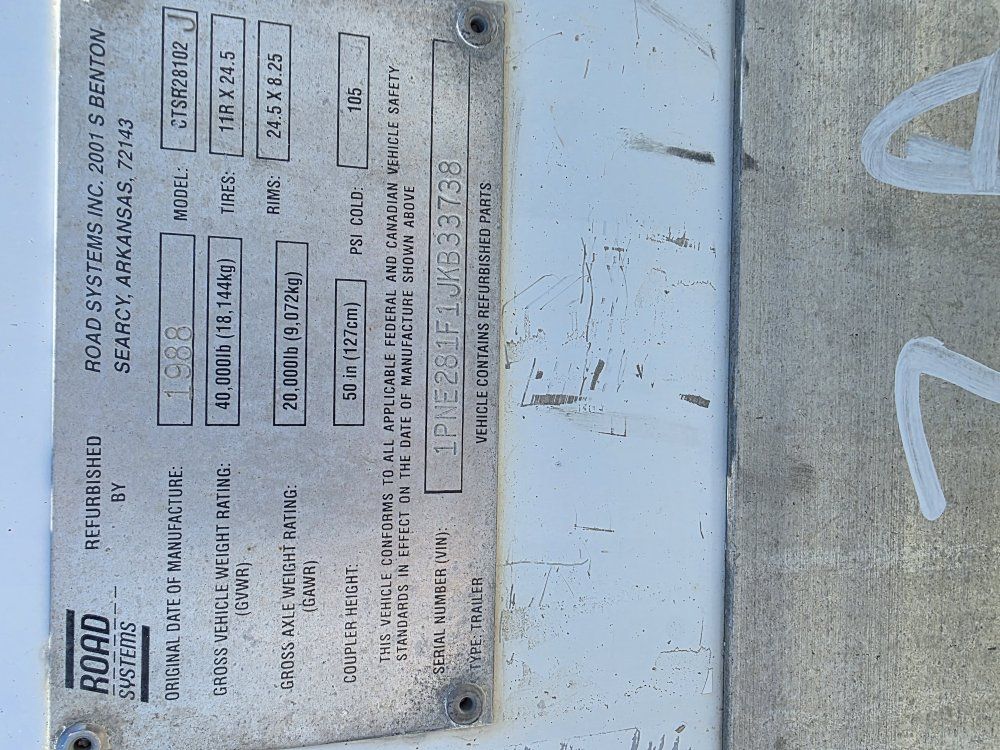 ROAD
SYSTEMS
REFURBISHED
BY
ROAD SYSTEMS INC. 2001 S BENTON
SEARCY, ARKANSAS, 72143
ORIGINAL DATE OF MANUFACTURE: 1988 MODEL: CTSR28102 J
GROSS VEHICLE WEIGHT RATING: 40,000lb (18,144kg) TIRES: 11R X 24.5
(GVWR)
GROSS AXLE WEIGHT RATING: 20,000lb (9,072kg) RIMS: 24.5 X 8.25
(GAWR)
COUPLER HEIGHT: 50 in (127cm) PSI COLD: 105
THIS VEHICLE CONFORMS TO ALL APPLICABLE FEDERAL AND CANADIAN VEHICLE SAFETY
STANDARDS IN EFFECT ON THE DATE OF MANUFACTURE SHOWN ABOVE
SERIAL NUMBER (VIN): 1PNE281F1JKB33738
TYPE: TRAILER VEHICLE CONTAINS REFURBISHED PARTS